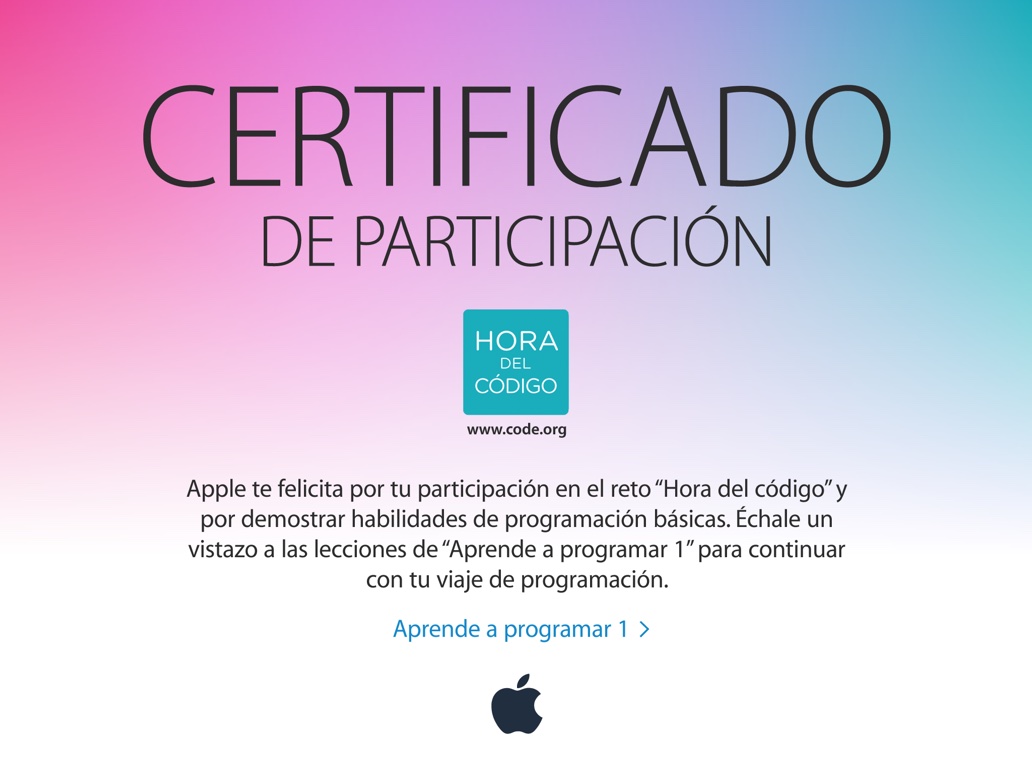 CERTIFICADO
DE PARTICIPACIÓN
HORA
DEL
CÓDIGO
www.code.org
Apple te felicita por tu participación en el reto “Hora del código” y
por demostrar habilidades de programación básicas. Échale un
vistazo a las lecciones de “Aprende a programar 1” para continuar
con tu viaje de programación.
Aprende a programar 1 >